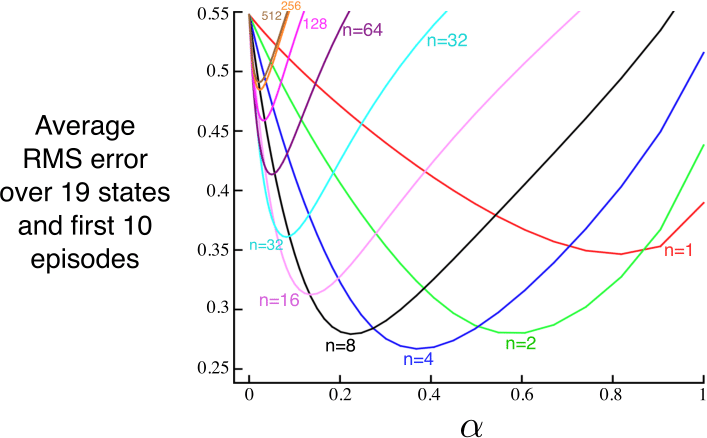 Average
RMS error
over 19 states
and first 10
episodes
0.55
0.5
0.45
0.4
0.35
0.3
0.25
512
256
128
n=64
n=32
n=32
n=16
n=8
n=4
n=2
n=1
0
0.2
0.4
0.6
0.8
1
α